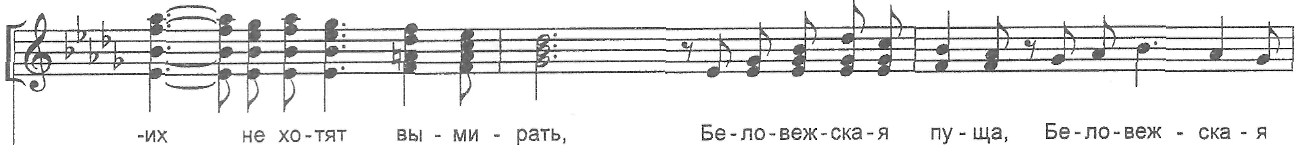 -их не хо-тят вы - ми - рать, Бе-ло-веж-ска-я пу - ща, Бе-ло-веж - ска - я